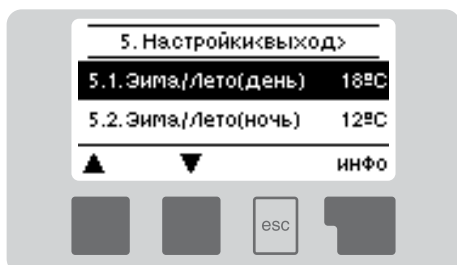 5. Настройки<выход>
5.1.Зима/Лето(день) 18ºC
5.2.Зима/Лето(ночь) 12ºC
▲ ▼ инфо
esc